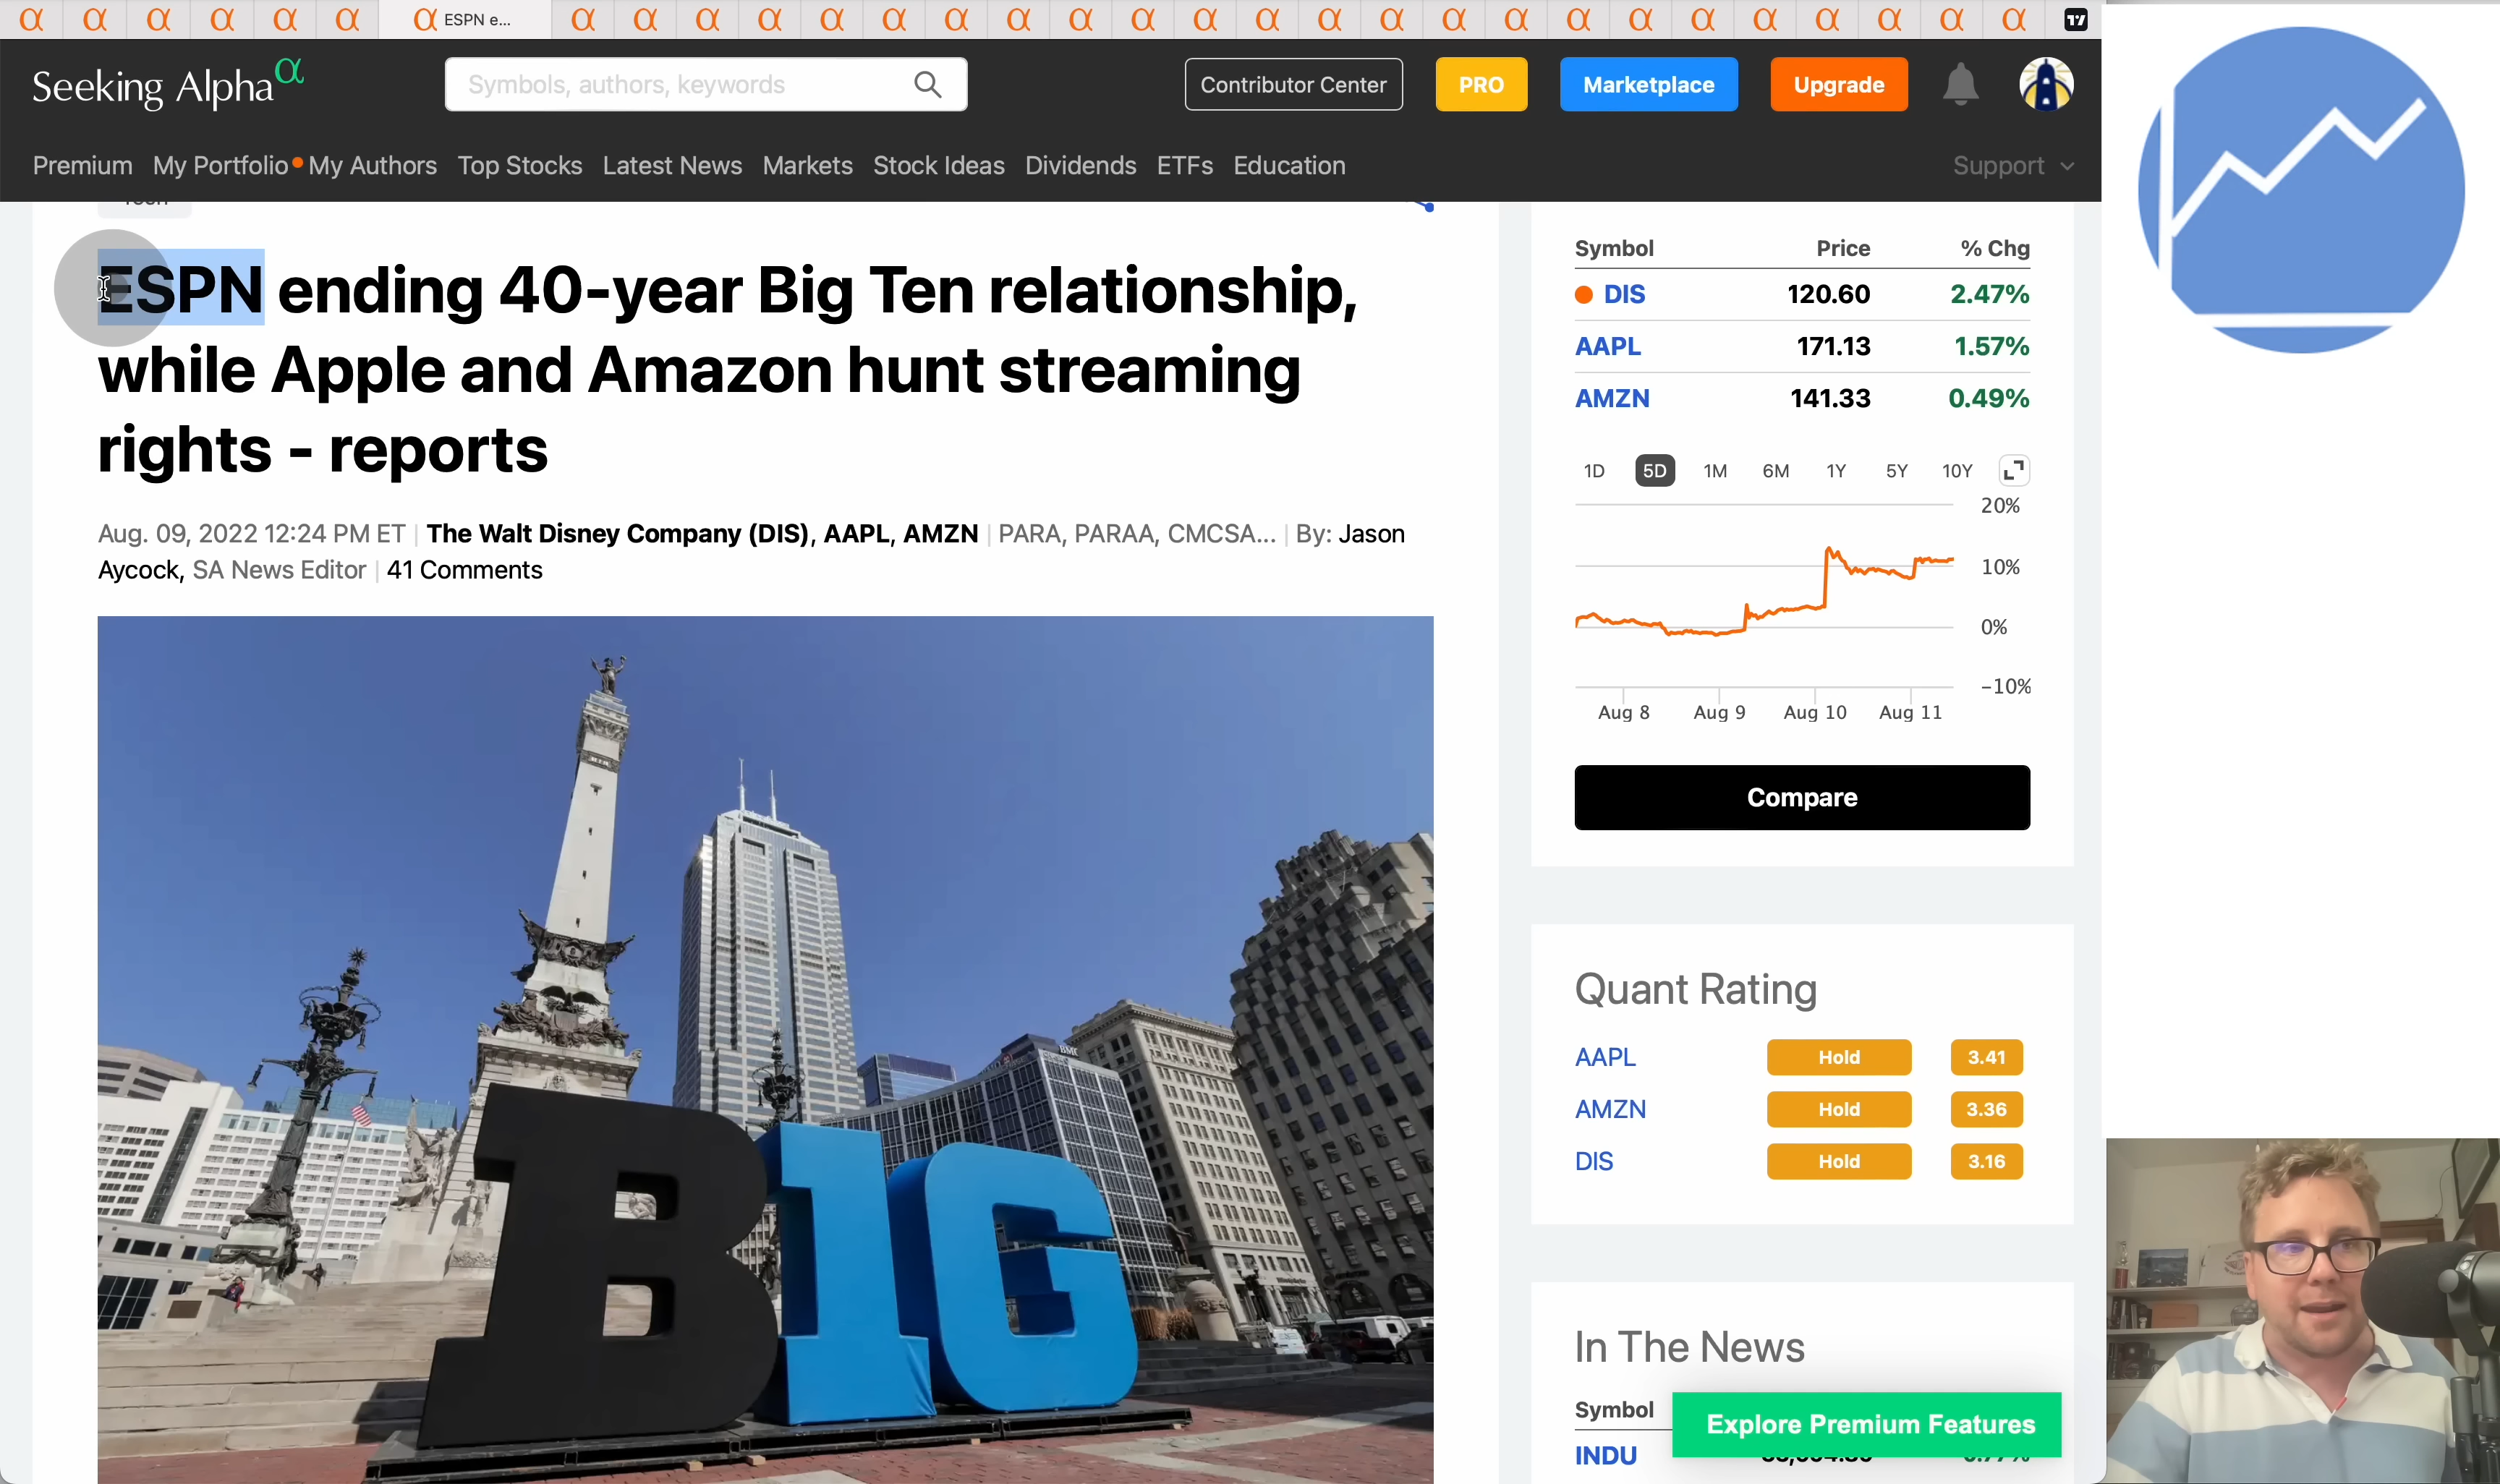 ESPN e...
Seeking Alpha α
Symbols, authors, keywords
Contributor Center
PRO
Marketplace
Upgrade
Premium
My Portfolio
My Authors
Top Stocks
Latest News
Markets
Stock Ideas
Dividends
ETFs
Education
Support
ESPN ending 40-year Big Ten relationship,
while Apple and Amazon hunt streaming
rights - reports
Aug. 09, 2022 12:24 PM ET | The Walt Disney Company (DIS), AAPL, AMZN | PARA, PARAA, CMCSA... | By: Jason
Aycock, SA News Editor | 41 Comments
BIG
BMC
Symbol Price % Chg
DIS 120.60 2.47%
AAPL 171.13 1.57%
AMZN 141.33 0.49%
1D 5D 1M 6M 1Y 5Y 10Y
20%
10%
0%
-10%
Aug 8 Aug 9 Aug 10 Aug 11
Compare
Quant Rating
AAPL Hold 3.41
AMZN Hold 3.36
DIS Hold 3.16
In The News
Symbol
Explore Premium Features
INDU